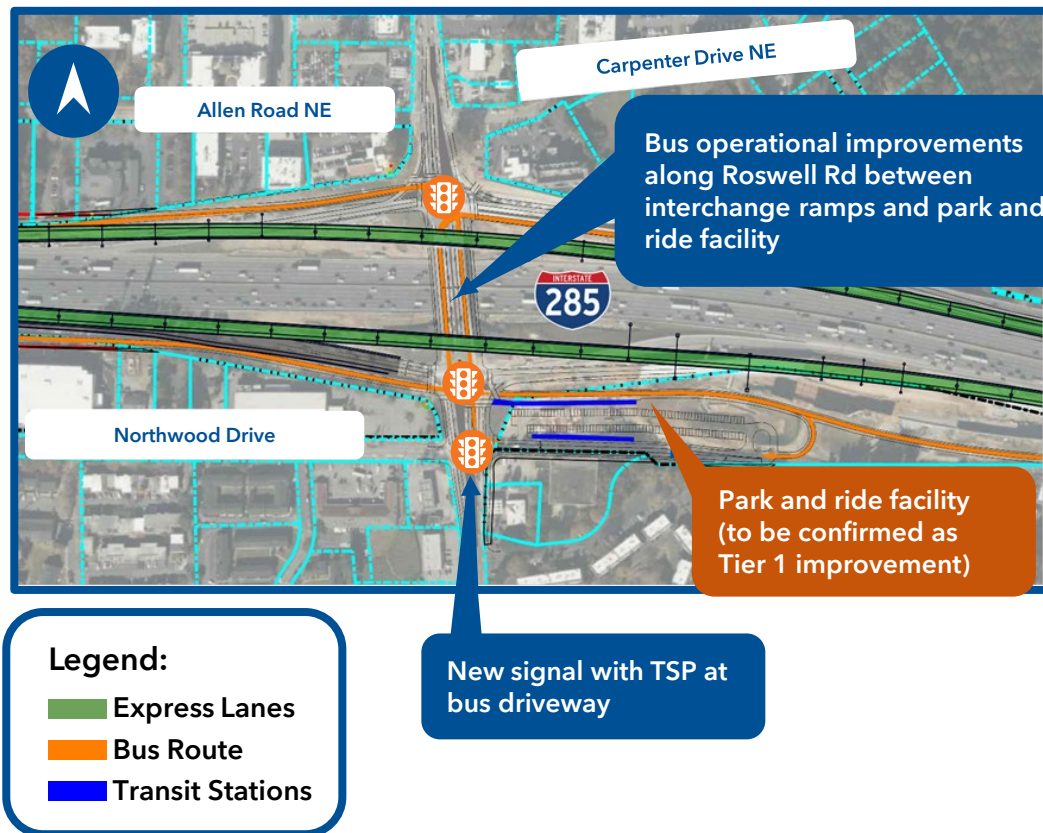 Carpenter Drive NE
Allen Road NE
Bus operational improvements
along Roswell Rd between
interchange ramps and park and
ride facility
INTERSTATE
285
Northwood Drive
Park and ride facility
(to be confirmed as
Tier 1 improvement)
New signal with TSP at
bus driveway
Legend:
Express Lanes
Bus Route
Transit Stations